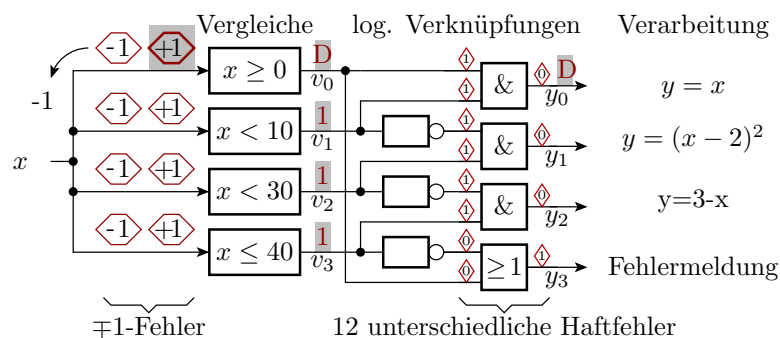 Vergleiche log. Verknüpfungen Verarbeitung
-1 +1 x ≥ 0 D v₀ 1 1 & 0 D y₀ y = x
-1
-1 +1 x < 10 1 v₁ 1 1 & 0 y₁ y = (x − 2)²
x
-1 +1 x < 30 1 v₂ 1 1 & 0 y₂ y=3-x
-1 +1 x ≤ 40 1 v₃ 0 0 ≥1 1 y₃ Fehlermeldung
∓1-Fehler 12 unterschiedliche Haftfehler